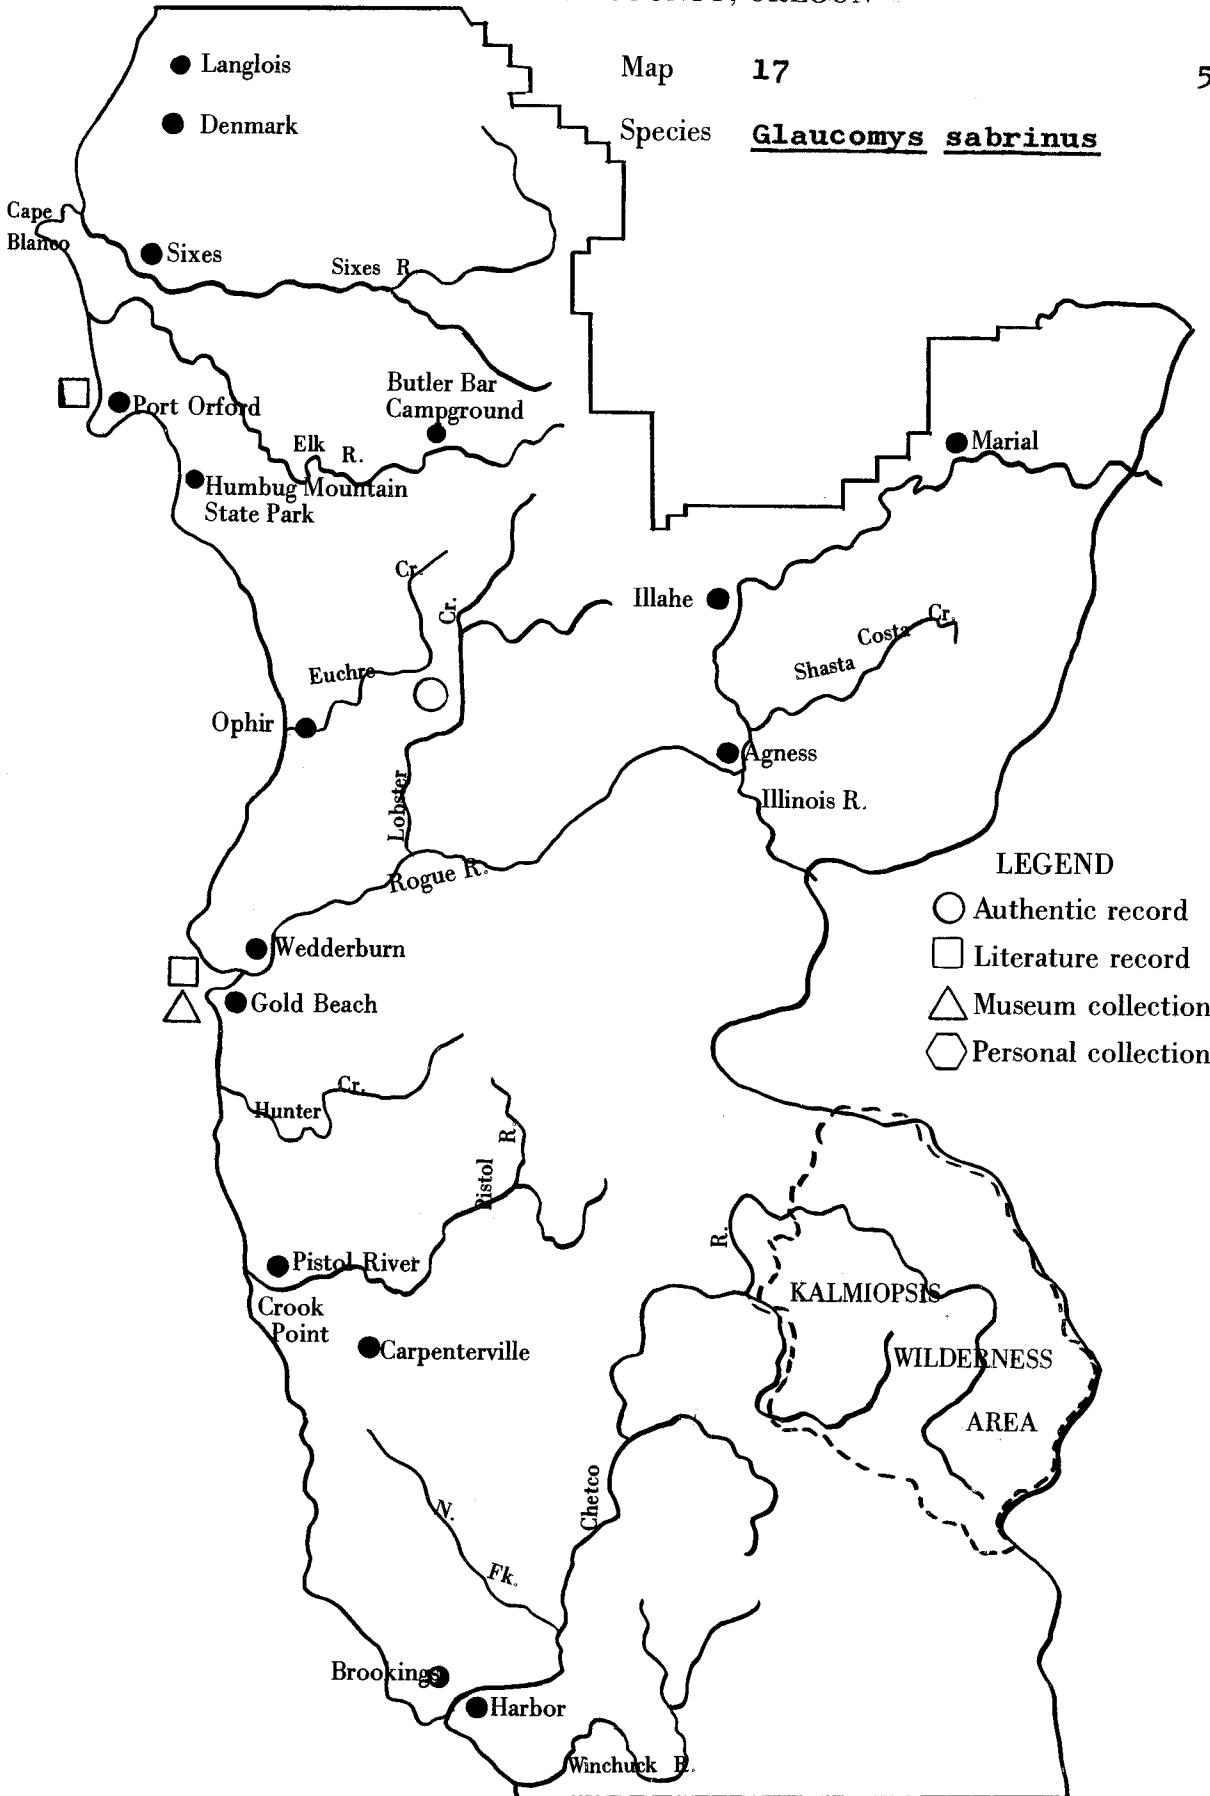 OREGON
Map 17
5
Species Glaucomys sabrinus
Langlois
Denmark
Cape
Blanco
Sixes
Sixes R
Port Orford
Butler Bar
Campground
Elk R.
Humbug Mountain
State Park
Marial
Cr.
Cr.
Illahe
Shasta Costa Cr.
Euchre
Ophir
Agness
Lobster
Illinois R.
Rogue R.
LEGEND
Authentic record
Literature record
Museum collection
Personal collection
Wedderburn
Gold Beach
Hunter Cr.
Pistol R.
Pistol River
Crook
Point
Carpenterville
R.
KALMIOPSIS
WILDERNESS
AREA
Chetco
N.
Fk.
Brookings
Harbor
Winchuck R.